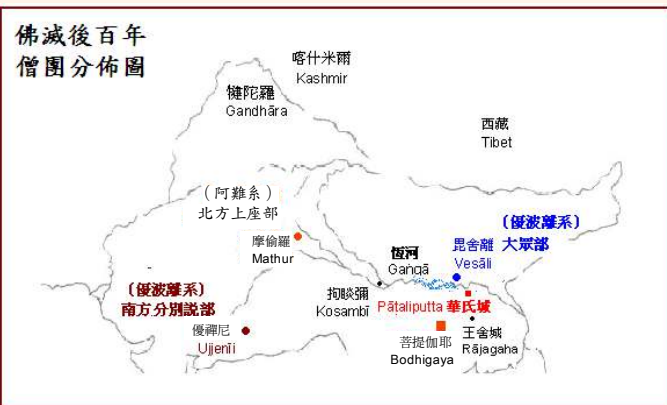 佛滅後百年
僧團分佈圖
喀什米爾
Kashmir
犍陀羅
Gandhāra
西藏
Tibet
（阿難系）
北方上座部
摩偷羅
Mathur
〔優波離系〕
大眾部
毘舍離
Vesāli
恆河
Gaṅgā
〔優波離系〕
南方分別説部
拘睒彌
Kosambī
Pāṭaliputta 華氏城
優禪尼
Ujjenīi
菩提伽耶
Bodhigaya
王舍城
Rājagaha